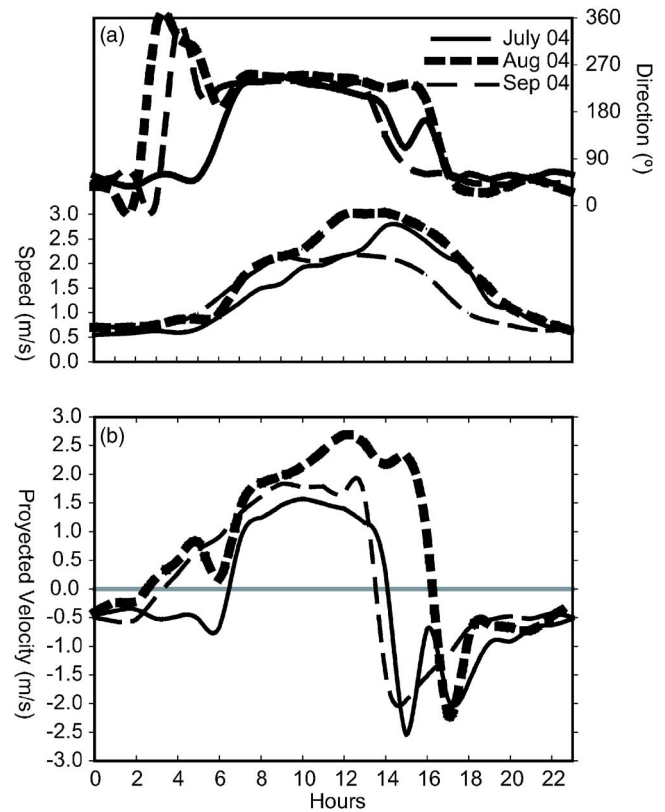 (a)
July 04
Aug 04
Sep 04
360
270
180
90
0
Direction (º)
3.0
2.5
2.0
1.5
1.0
0.5
0.0
Speed (m/s)
(b)
3.0
2.5
2.0
1.5
1.0
0.5
0.0
-0.5
-1.0
-1.5
-2.0
-2.5
-3.0
Proyected Velocity (m/s)
0 2 4 6 8 10 12 14 16 18 20 22
Hours